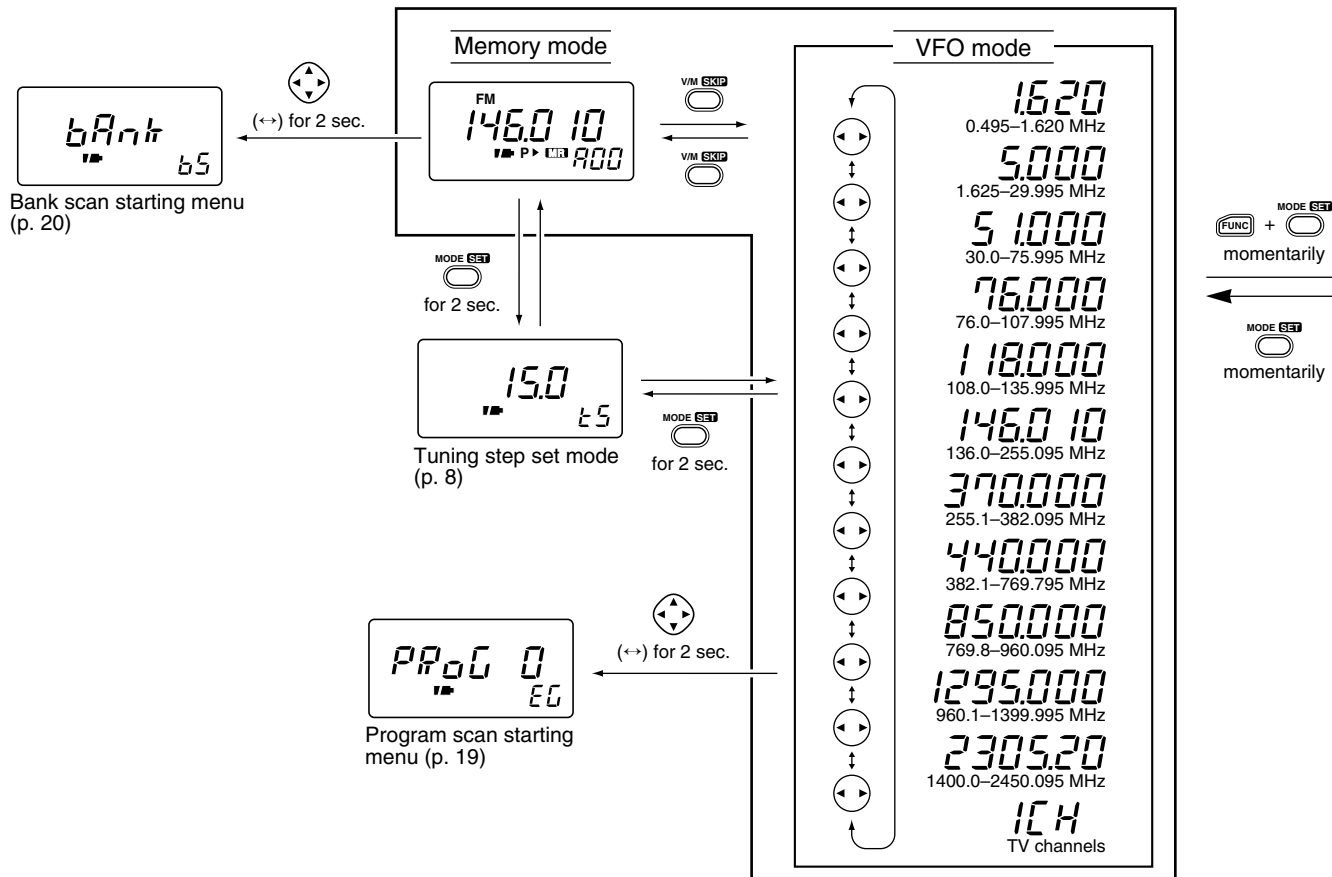 Memory mode
FM
146.010
P MR A00
V/M SKIP
V/M SKIP
(↔) for 2 sec.
bAnk
bS
Bank scan starting menu
(p. 20)
MODE SET
for 2 sec.
15.0
tS
Tuning step set mode
(p. 8)
MODE SET
for 2 sec.
(↔) for 2 sec.
PRoG 0
EG
Program scan starting
menu (p. 19)
VFO mode
1.620
0.495–1.620 MHz
5.000
1.625–29.995 MHz
51.000
30.0–75.995 MHz
76.000
76.0–107.995 MHz
118.000
108.0–135.995 MHz
146.010
136.0–255.095 MHz
370.000
255.1–382.095 MHz
440.000
382.1–769.795 MHz
850.000
769.8–960.095 MHz
1295.000
960.1–1399.995 MHz
2305.20
1400.0–2450.095 MHz
1CH
TV channels
MODE SET
FUNC +
momentarily
MODE SET
momentarily